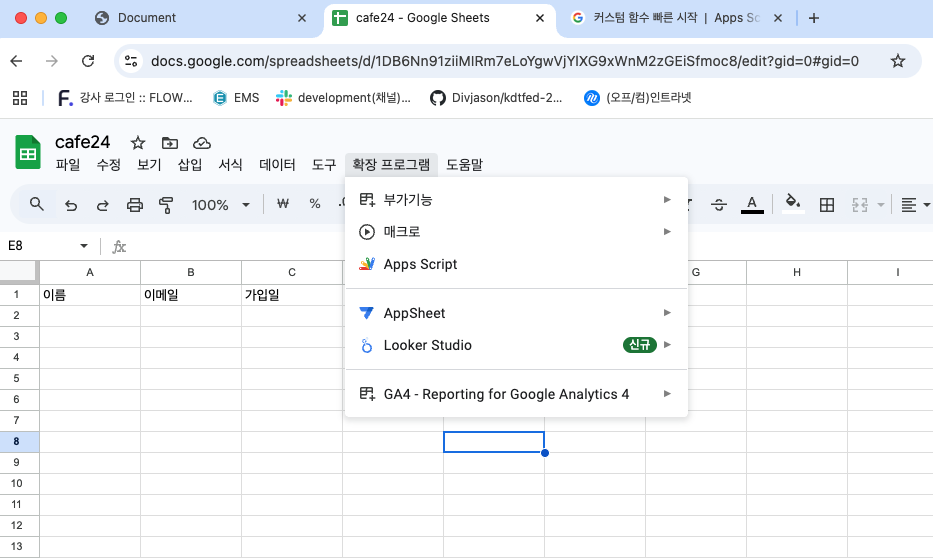 Document
cafe24 - Google Sheets
커스텀 함수 빠른 시작 | Apps Sc
docs.google.com/spreadsheets/d/1DB6Nn91ziiMlRm7eLoYgwVjYlXG9xWnM2zGEiSfmoc8/edit?gid=0#gid=0
강사 로그인 :: FLOW...
EMS
development(채널)...
Divjason/kdtfed-2...
(오프/컴)인트라넷
cafe24
파일 수정 보기 삽입 서식 데이터 도구 확장 프로그램 도움말
100% ₩ % .0 A
부가기능
매크로
Apps Script
AppSheet
Looker Studio 신규
GA4 - Reporting for Google Analytics 4
E8 fx
A B C G H I
1 이름 이메일 가입일
2
3
4
5
6
7
8
9
10
11
12
13